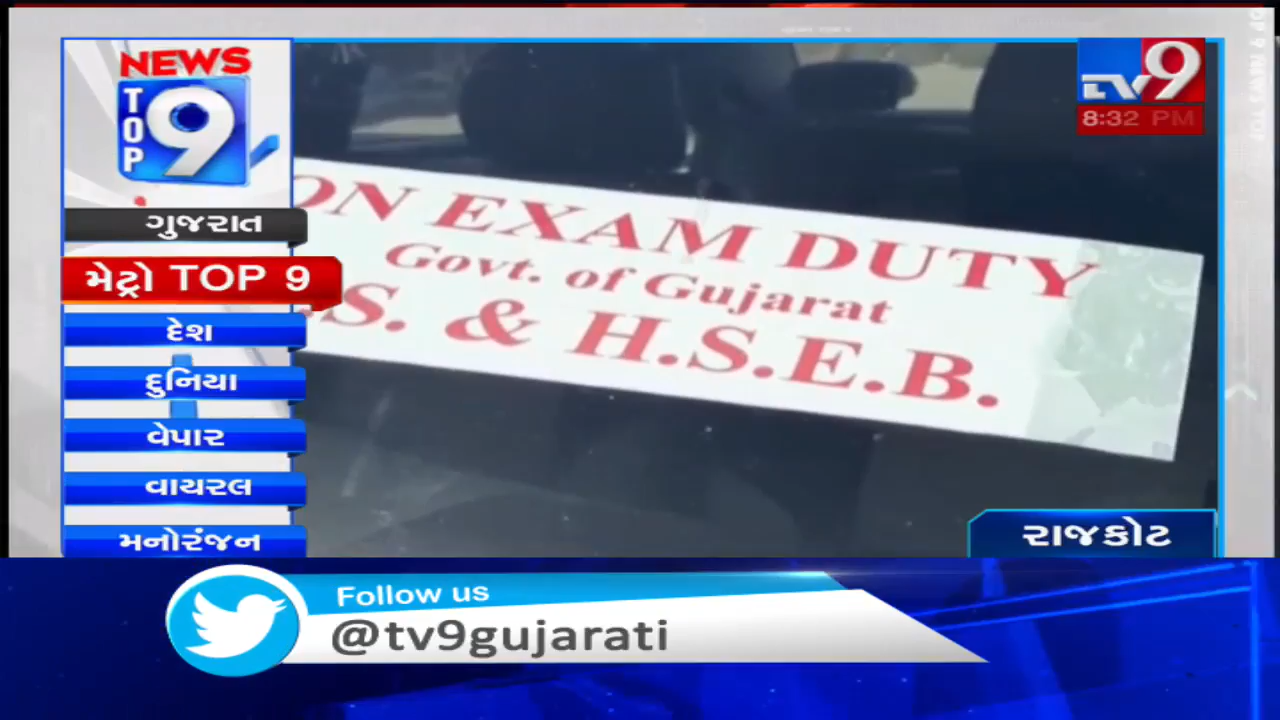 NEWS
TOP
9
ગુજરાત
મેટ્રો TOP 9
દેશ
દુનિયા
વેપાર
વાયરલ
મનોરંજન
TV9
8:32 PM
ON EXAM DUTY
Govt. of Gujarat
S. & H.S.E.B.
રાજકોટ
Follow us
@tv9gujarati